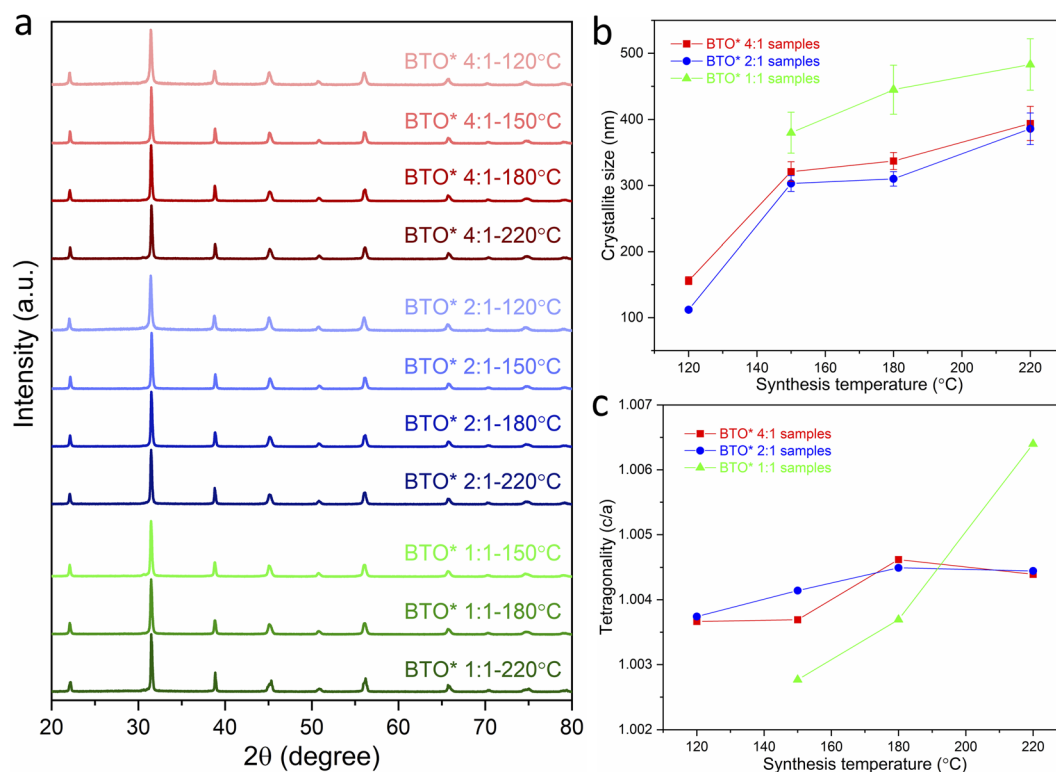 a
BTO* 4:1-120°C
BTO* 4:1-150°C
BTO* 4:1-180°C
BTO* 4:1-220°C
BTO* 2:1-120°C
BTO* 2:1-150°C
BTO* 2:1-180°C
BTO* 2:1-220°C
BTO* 1:1-150°C
BTO* 1:1-180°C
BTO* 1:1-220°C
Intensity (a.u.)
20 30 40 50 60 70 80
2θ (degree)
b
BTO* 4:1 samples
BTO* 2:1 samples
BTO* 1:1 samples
500
400
300
200
100
Crystallite size (nm)
120 140 160 180 200 220
Synthesis temperature (°C)
c
BTO* 4:1 samples
BTO* 2:1 samples
BTO* 1:1 samples
1.007
1.006
1.005
1.004
1.003
1.002
Tetragonality (c/a)
120 140 160 180 200 220
Synthesis temperature (°C)